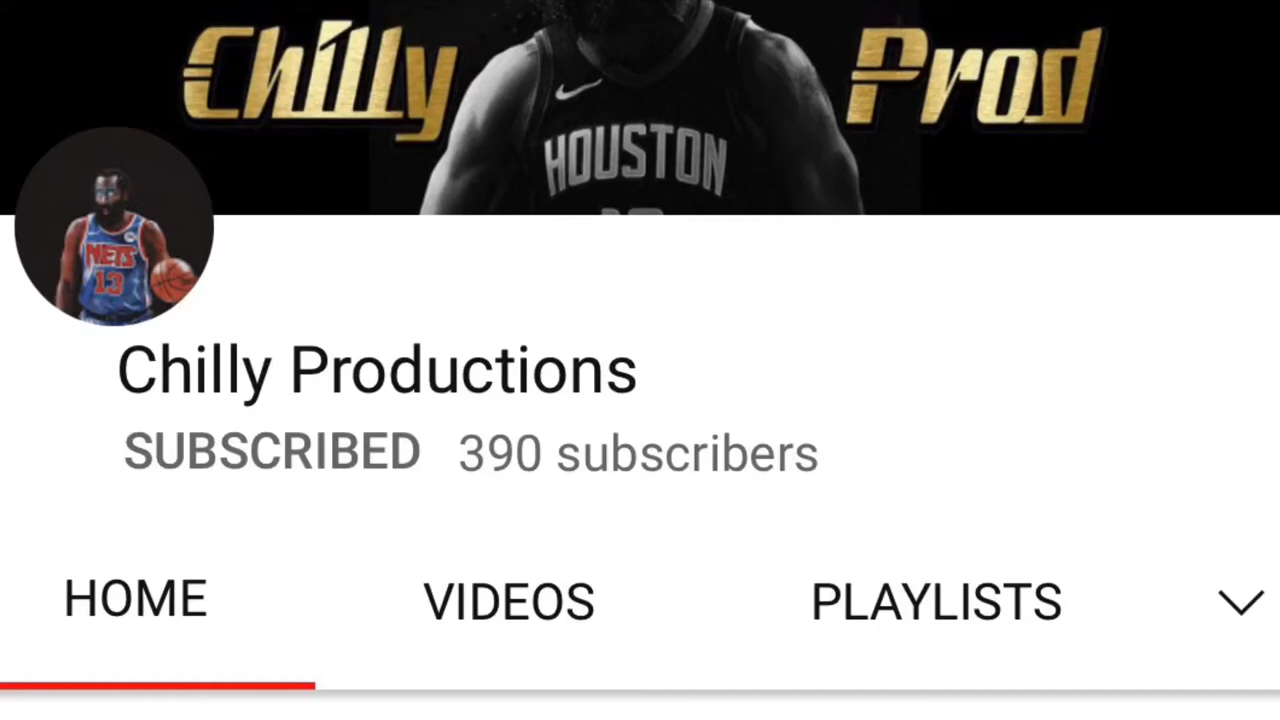 Chilly Prod
HOUSTON
NETS
13
Chilly Productions
SUBSCRIBED 390 subscribers
HOME VIDEOS PLAYLISTS